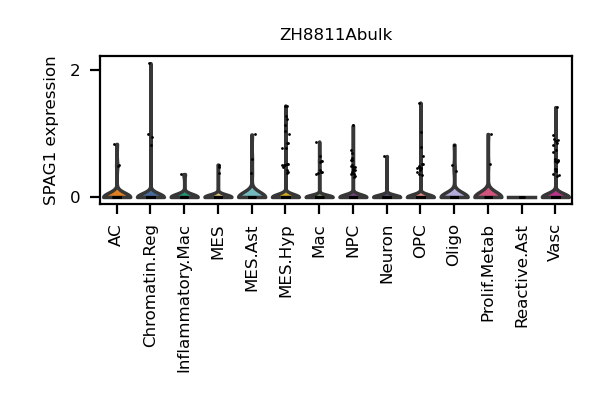 ZH8811Abulk
SPAG1 expression
2
0
AC
Chromatin.Reg
Inflammatory.Mac
MES
MES.Ast
MES.Hyp
Mac
NPC
Neuron
OPC
Oligo
Prolif.Metab
Reactive.Ast
Vasc